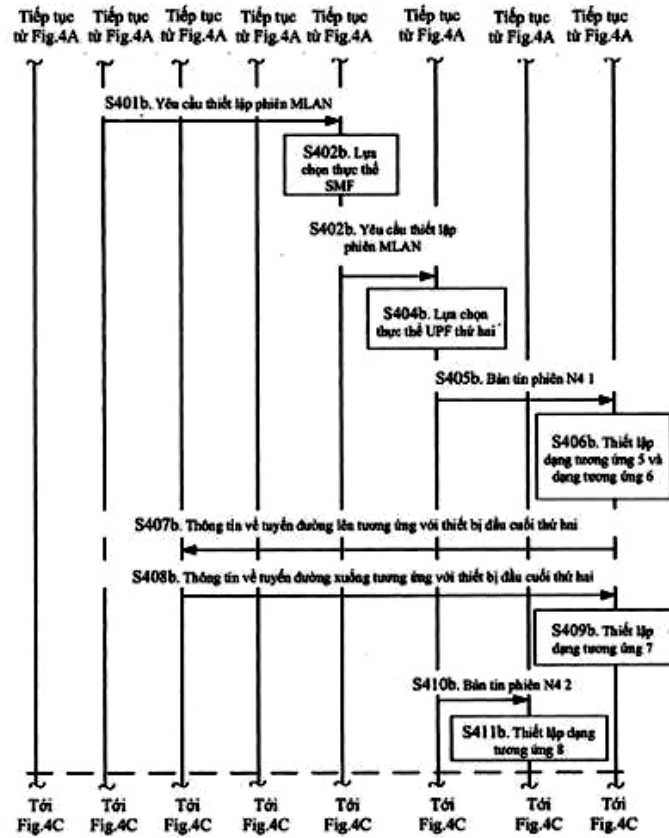 Tiếp tục từ Fig.4A
Tiếp tục từ Fig.4A
Tiếp tục từ Fig.4A
Tiếp tục từ Fig.4A
Tiếp tục từ Fig.4A
Tiếp tục từ Fig.4A
Tiếp tục từ Fig.4A
Tiếp tục từ Fig.4A
S401b. Yêu cầu thiết lập phiên MLAN
S402b. Lựa
chọn thực thể
SMF
S402b. Yêu cầu thiết lập
phiên MLAN
S404b. Lựa chọn
thực thể UPF thứ hai
S405b. Bản tin phiên N4 1
S406b. Thiết lập
dạng tương ứng 5 và
dạng tương ứng 6
S407b. Thông tin về tuyến đường lên tương ứng với thiết bị đầu cuối thứ hai
S408b. Thông tin về tuyến đường xuống tương ứng với thiết bị đầu cuối thứ hai
S409b. Thiết lập
dạng tương ứng 7
S410b. Bản tin phiên N4 2
S411b. Thiết lập dạng
tương ứng 8
Tới Fig.4C
Tới Fig.4C
Tới Fig.4C
Tới Fig.4C
Tới Fig.4C
Tới Fig.4C
Tới Fig.4C
Tới Fig.4C